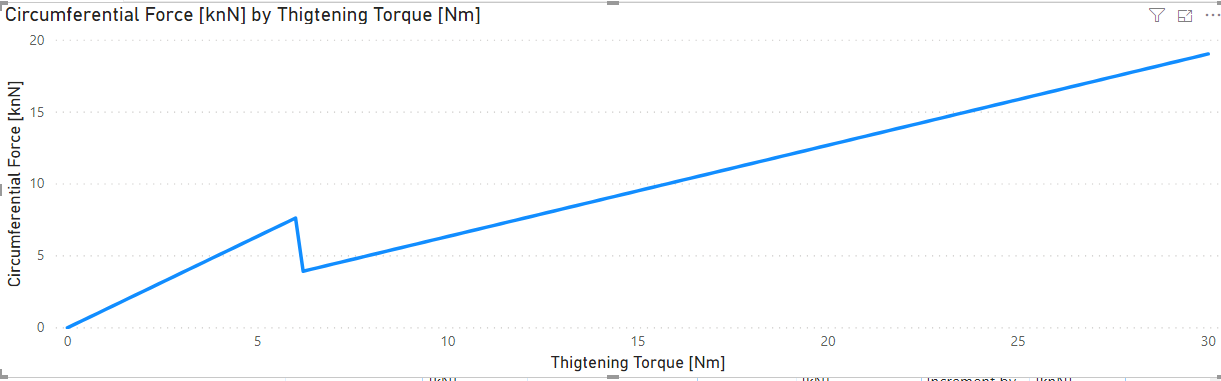 Circumferential Force [knN] by Thigtening Torque [Nm]
20
15
10
5
0
Circumferential Force [knN]
0 5 10 15 20 25 30
Thigtening Torque [Nm]